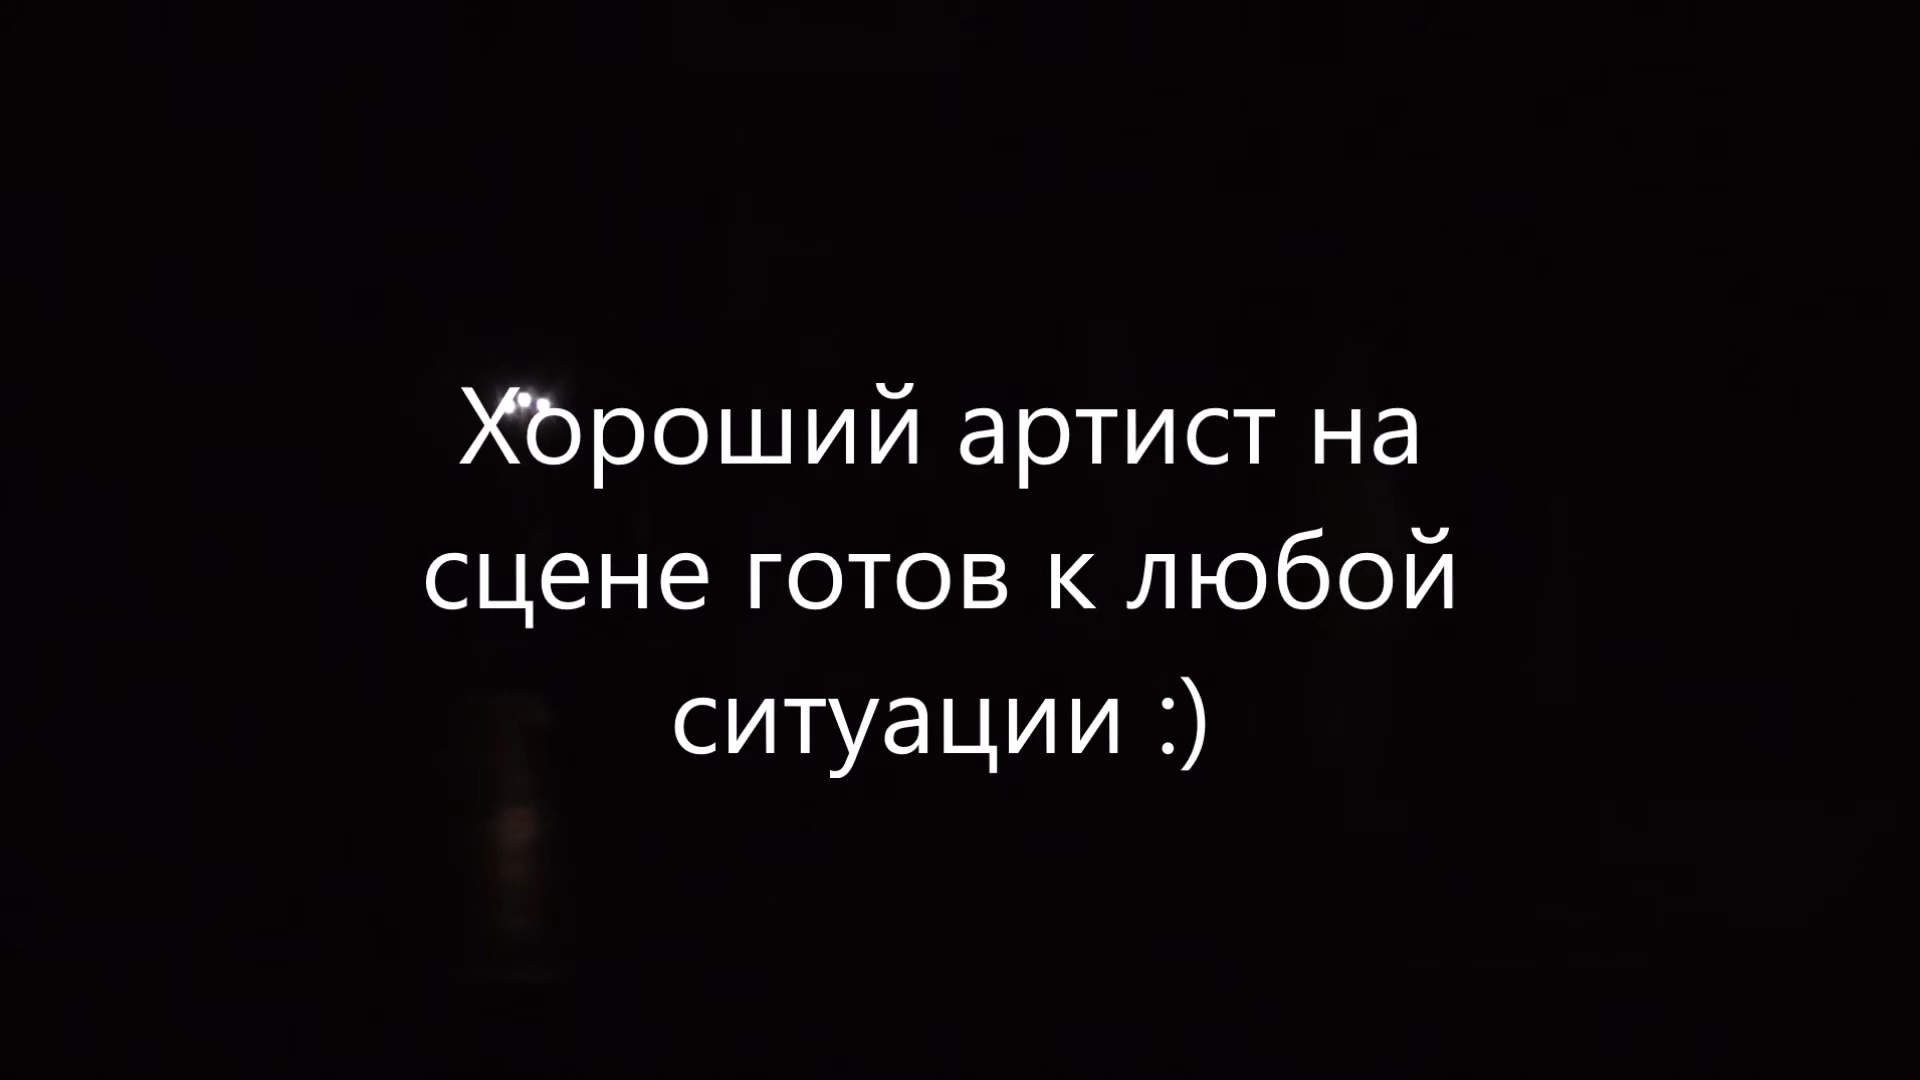 Хороший артист на
сцене готов к любой
ситуации :)